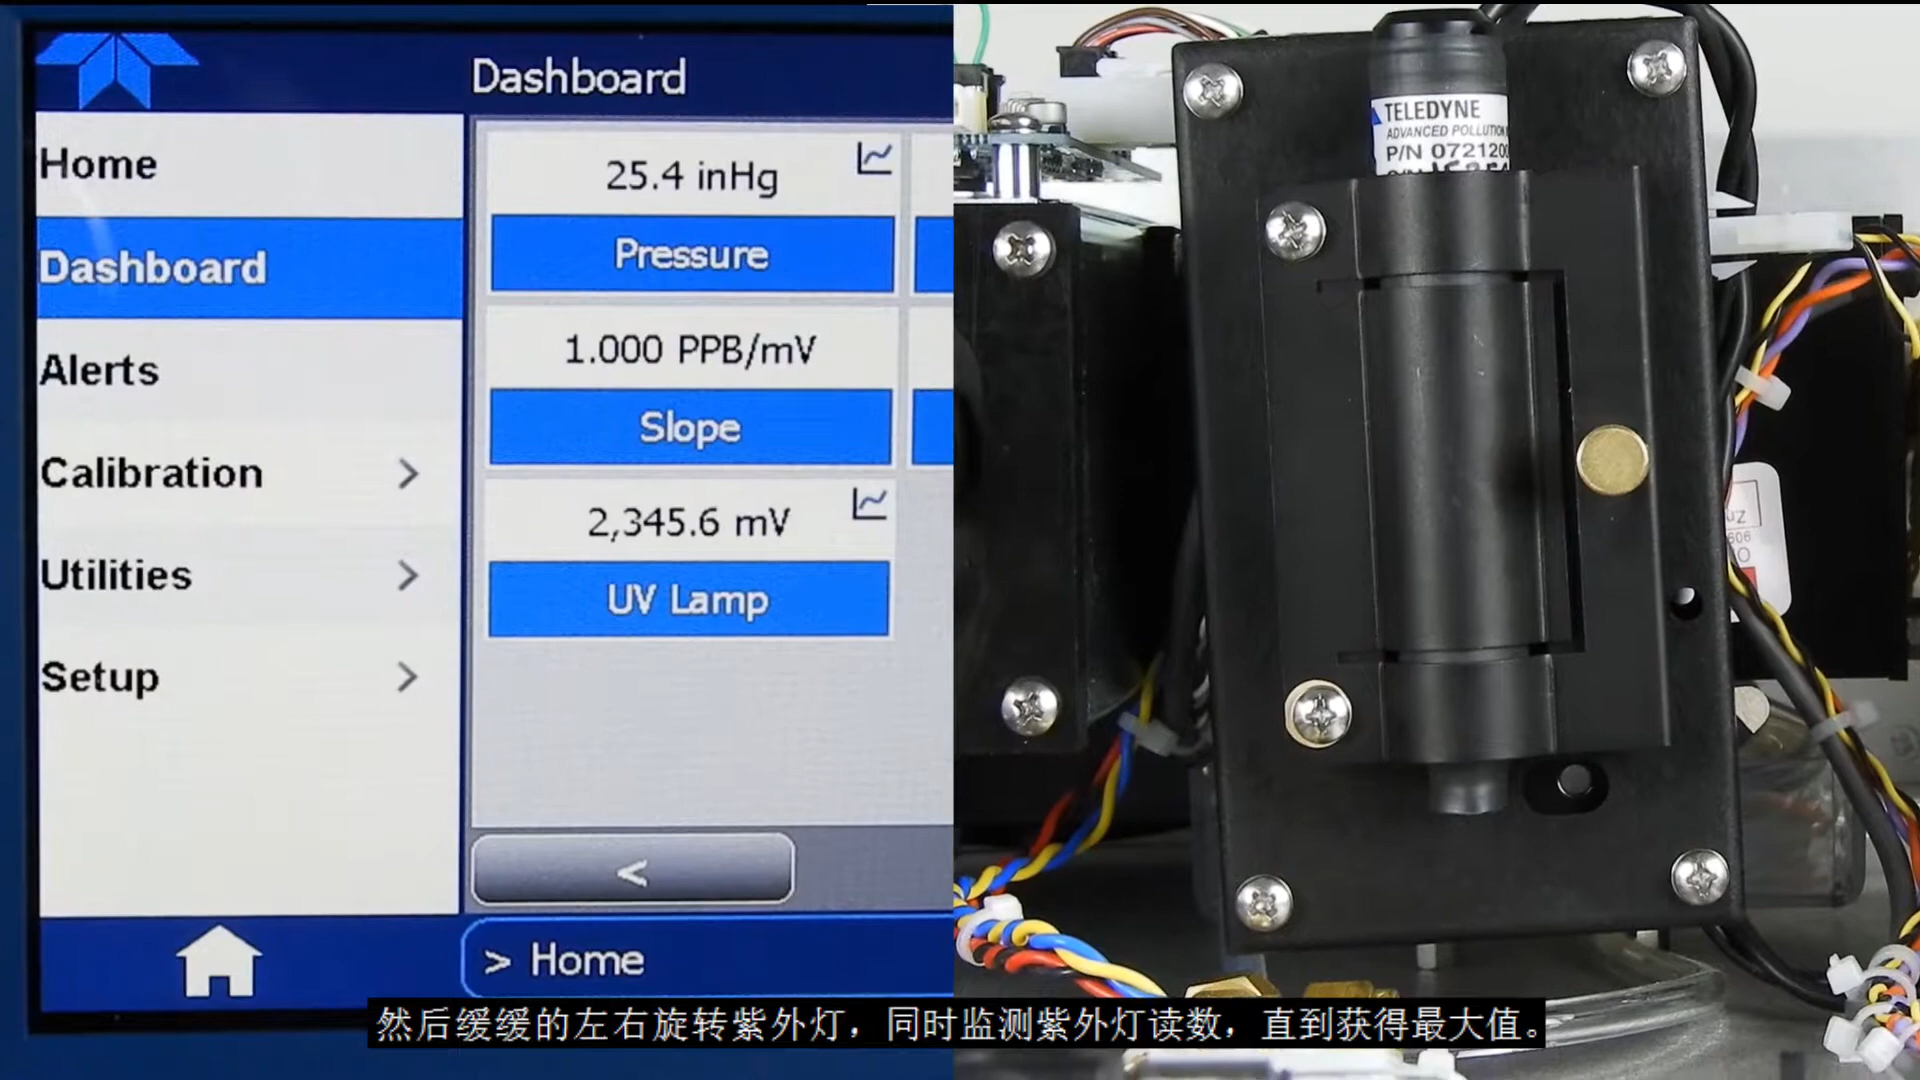 Dashboard
Home
Dashboard
Alerts
Calibration >
Utilities >
Setup >
25.4 inHg
Pressure
1.000 PPB/mV
Slope
2,345.6 mV
UV Lamp
<
> Home
TELEDYNE
ADVANCED POLLUTION
P/N 0721200
606
然后缓缓的左右旋转紫外灯，同时监测紫外灯读数，直到获得最大值。